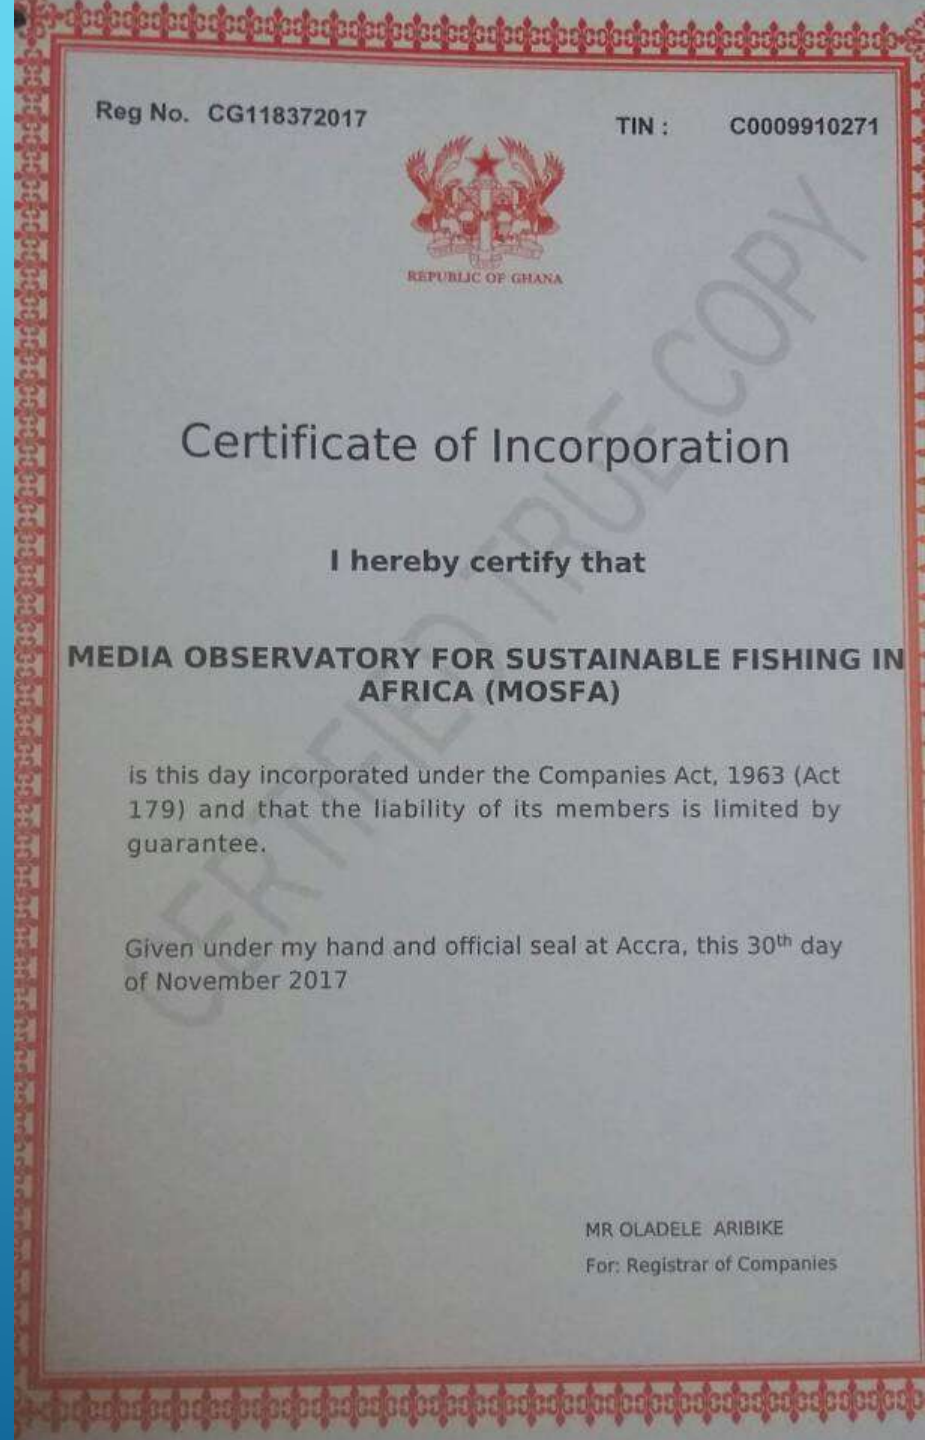 Reg No. CG118372017
TIN : C0009910271
REPUBLIC OF GHANA
Certificate of Incorporation
I hereby certify that
MEDIA OBSERVATORY FOR SUSTAINABLE FISHING IN
AFRICA (MOSFA)
is this day incorporated under the Companies Act, 1963 (Act
179) and that the liability of its members is limited by
guarantee.
Given under my hand and official seal at Accra, this 30th day
of November 2017
MR OLADELE ARIBIKE
For: Registrar of Companies
CERTIFIED TRUE COPY